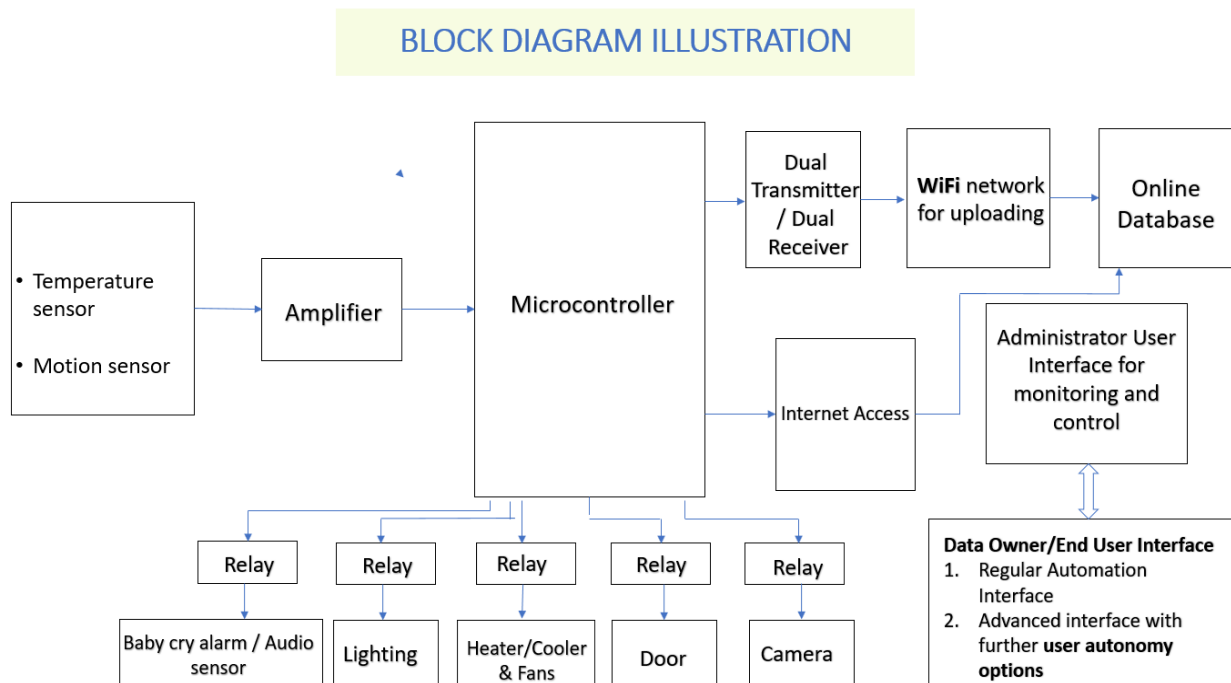 BLOCK DIAGRAM ILLUSTRATION
• Temperature
sensor
• Motion sensor
Amplifier
Microcontroller
Dual
Transmitter
/ Dual
Receiver
WiFi network
for uploading
Online
Database
Internet Access
Administrator User
Interface for
monitoring and
control
Data Owner/End User Interface
1. Regular Automation
Interface
2. Advanced interface with
further user autonomy
options
Relay
Relay
Relay
Relay
Relay
Baby cry alarm / Audio
sensor
Lighting
Heater/Cooler
& Fans
Door
Camera